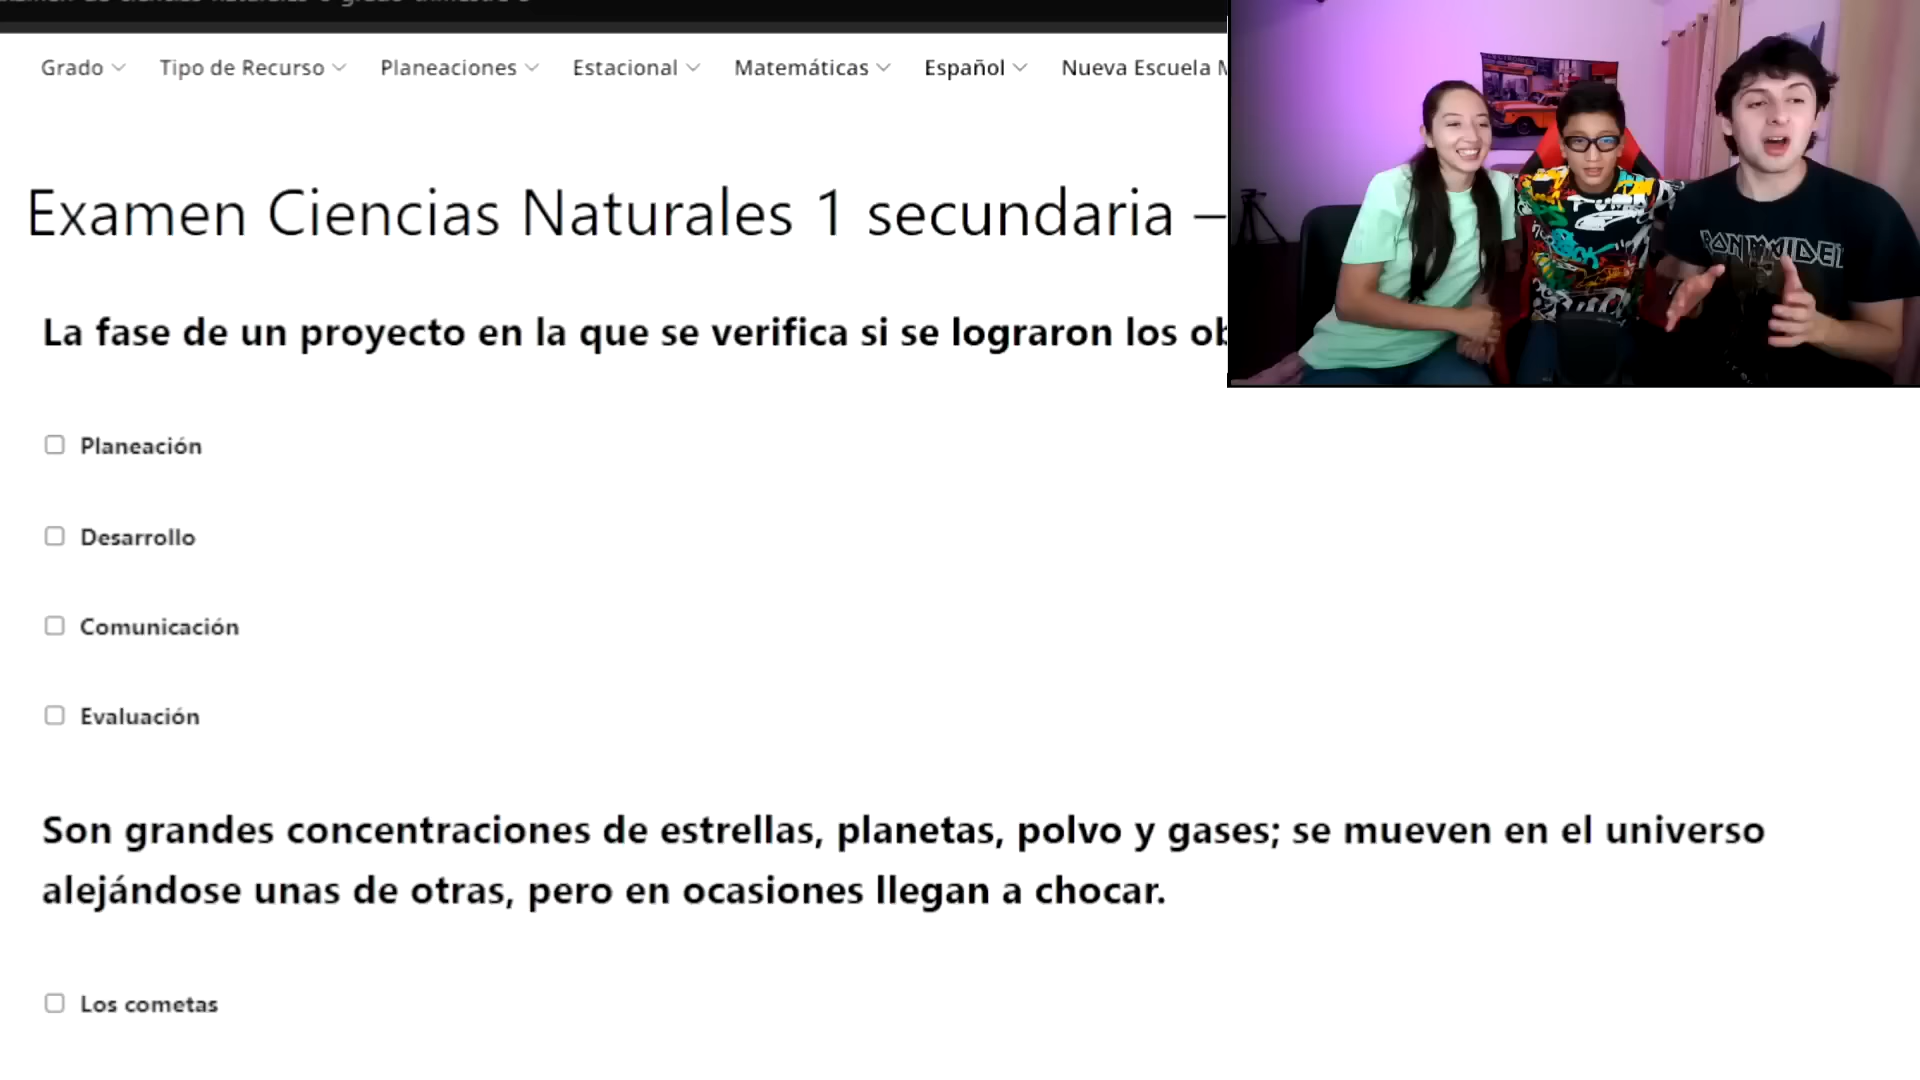 Grado Tipo de Recurso Planeaciones Estacional Matemáticas Español Nueva Escuela
Examen Ciencias Naturales 1 secundaria –
La fase de un proyecto en la que se verifica si se lograron los
Planeación
Desarrollo
Comunicación
Evaluación
Son grandes concentraciones de estrellas, planetas, polvo y gases; se mueven en el universo
alejándose unas de otras, pero en ocasiones llegan a chocar.
Los cometas
IRON MAIDEN